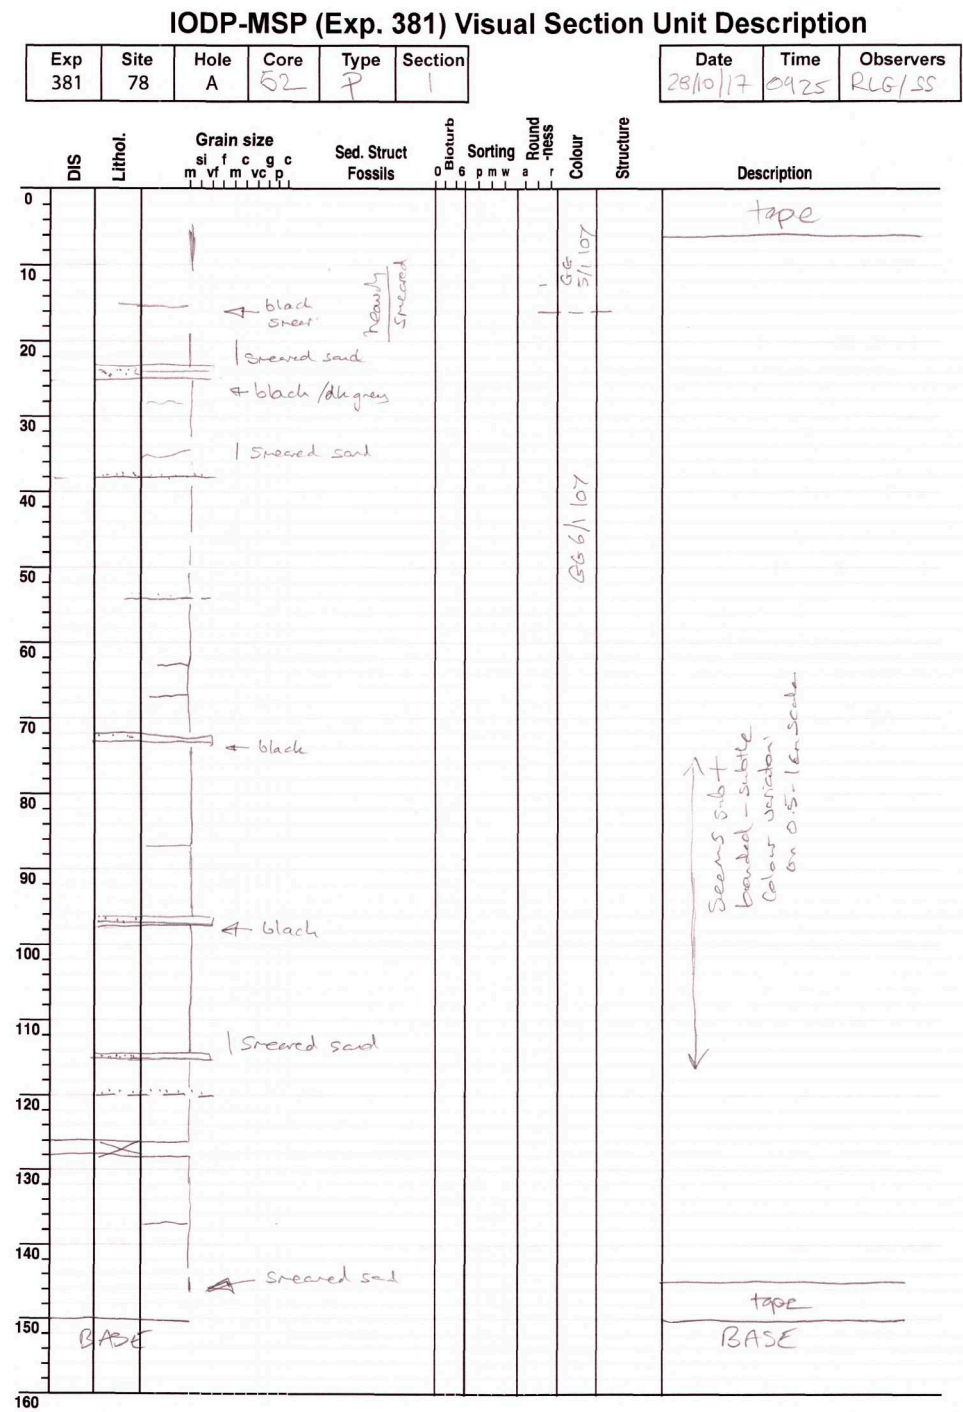 IODP-MSP (Exp. 381) Visual Section Unit Description
Exp Site Hole Core Type Section Date Time Observers
381 78 A 62 P 1 28/10/17 0925 RLG/SS
DIS Lithol. Grain size Sed. Struct Fossils Bioturb Sorting Round-ness Colour Structure Description
si f c g c
m vf m vc p 0 6 p m w a r
0
tape
GG 5/1 107
10
heavily smeared
black
smear
20
smeared sand
black/dk grey
30
smeared sand
40
GG 6/1 107
50
60
70
black
80
Seems sub +
banded - subtle
colour variation
on 0.5-1cm scale
90
black
100
110
smeared sand
120
130
140
smeared sand
tape
150
BASE BASE
160